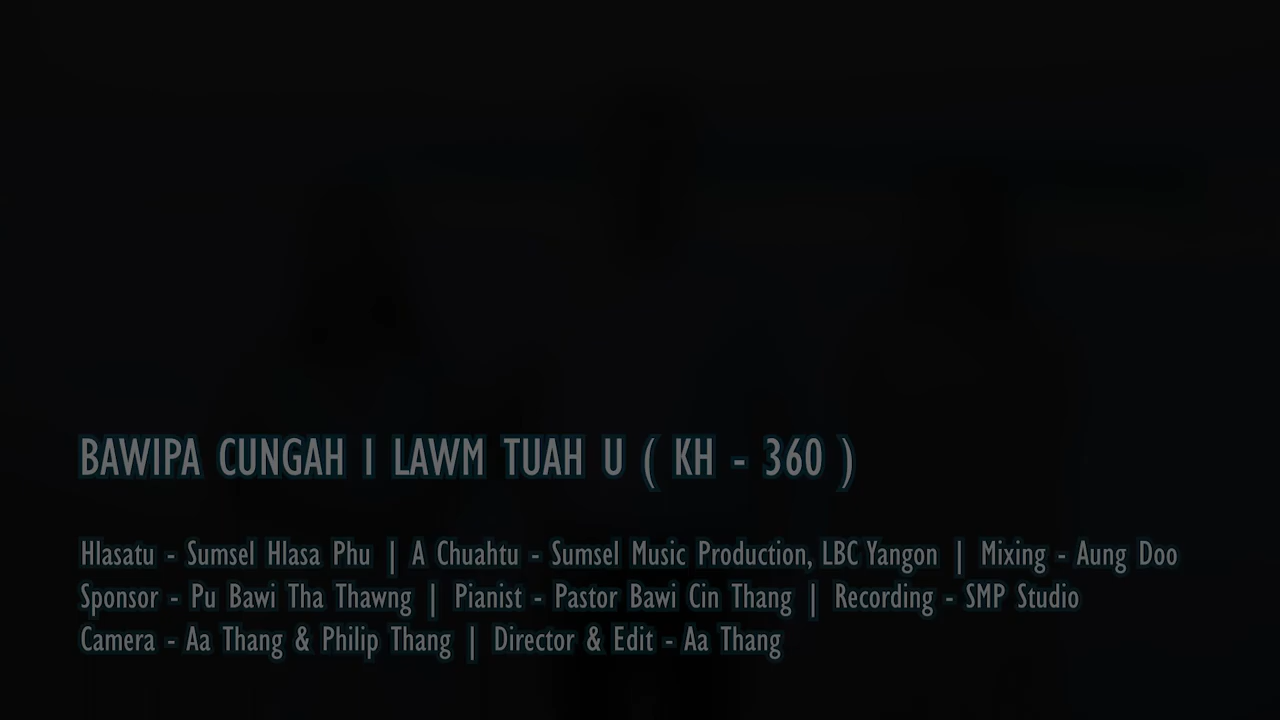 BAWIPA CUNGAH I LAWM TUAH U ( KH - 360 )
Hlasatu - Sumsel Hlasa Phu | A Chuahtu - Sumsel Music Production, LBC Yangon | Mixing - Aung Doo
Sponsor - Pu Bawi Tha Thawng | Pianist - Pastor Bawi Cin Thang | Recording - SMP Studio
Camera - Aa Thang & Philip Thang | Director & Edit - Aa Thang